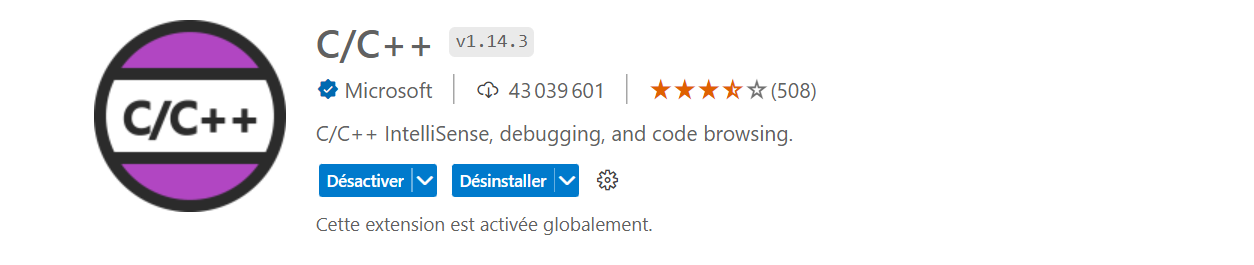 C/C++
C/C++ v1.14.3
Microsoft 43 039 601 (508)
C/C++ IntelliSense, debugging, and code browsing.
Désactiver Désinstaller
Cette extension est activée globalement.